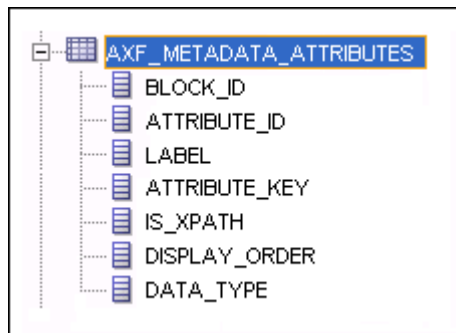 AXF_METADATA_ATTRIBUTES
BLOCK_ID
ATTRIBUTE_ID
LABEL
ATTRIBUTE_KEY
IS_XPATH
DISPLAY_ORDER
DATA_TYPE